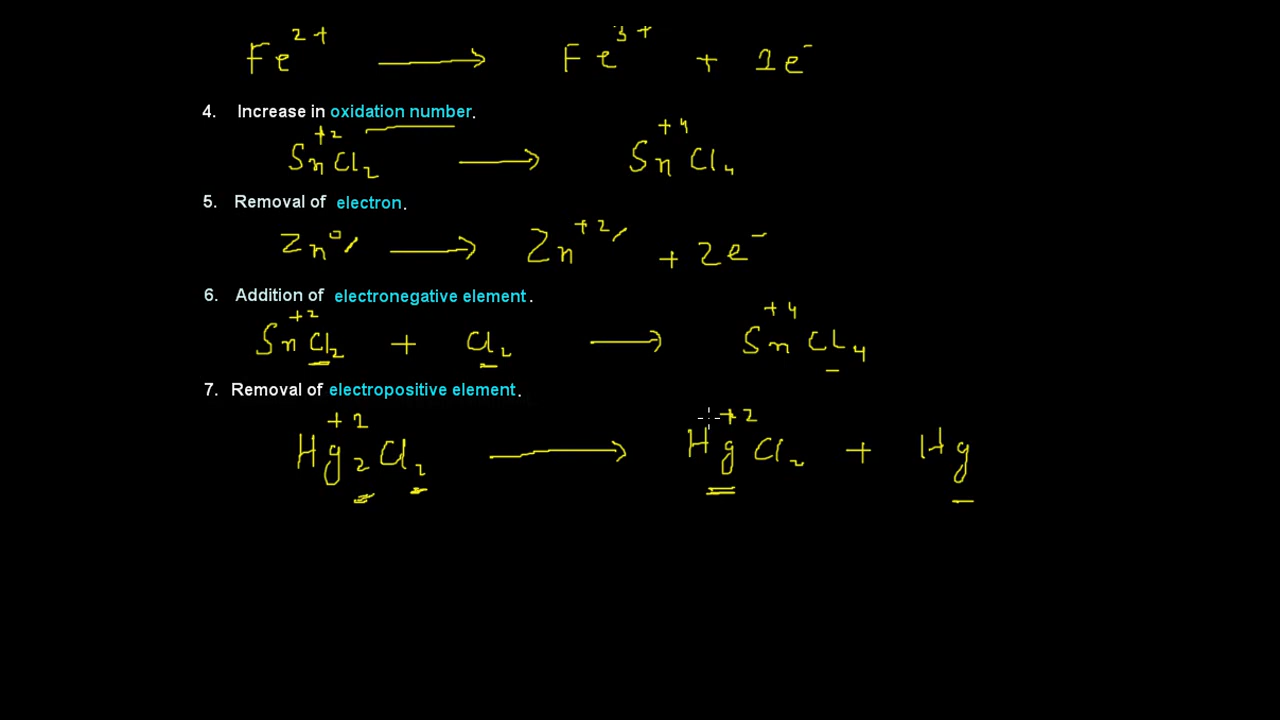 Fe²⁺ ⟶ Fe³⁺ + 1e⁻
4. Increase in oxidation number.
+2 +4
SnCl₂ ⟶ SnCl₄
5. Removal of electron.
Zn⁰ ⟶ Zn⁺² + 2e⁻
6. Addition of electronegative element.
+2 +4
SnCl₂ + Cl₂ ⟶ SnCl₄
7. Removal of electropositive element.
+1 +2
Hg₂Cl₂ ⟶ HgCl₂ + Hg